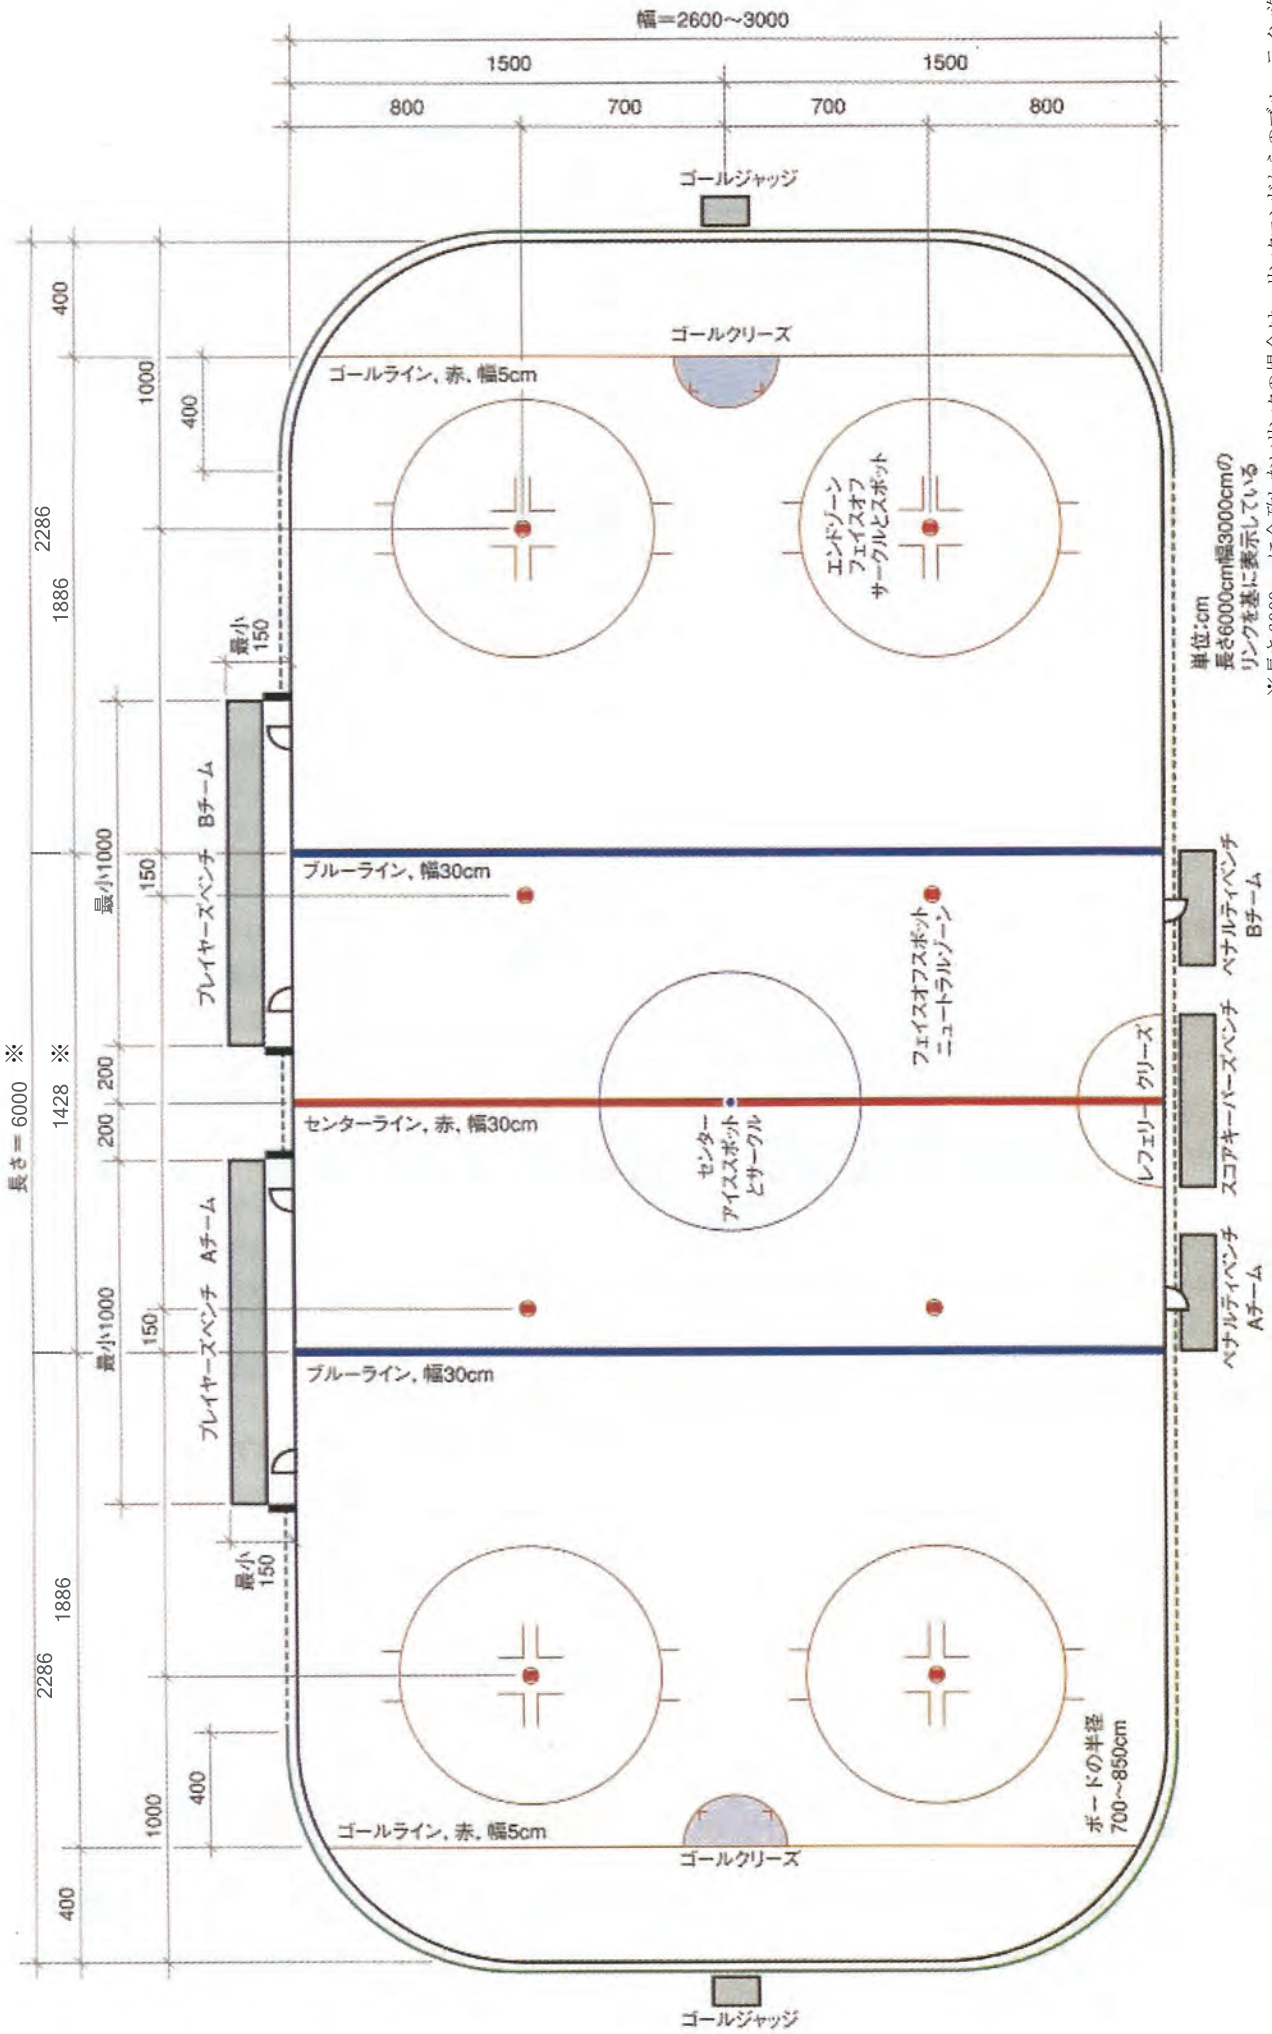 幅=2600～3000
1500
1500
800
700
700
800
ゴールジャッジ
400
1000
400
ゴールクリーズ
ゴールライン、赤、幅5cm
2286
1886
最小
150
エンドゾーン
フェイスオフ
サークルとスポット
単位:cm
長さ6000cm幅3000cmの
リンクを基に表示している
プレイヤーズベンチ Bチーム
最小1000
150
ブルーライン、幅30cm
フェイスオフスポット
ニュートラルゾーン
ペナルティベンチ
Bチーム
長さ= 6000 ※
1428 ※
200
200
センターライン、赤、幅30cm
センター
アイススポット
とサークル
レフェリー クリーズ
スコアキーパーズベンチ
プレイヤーズベンチ Aチーム
最小1000
150
ブルーライン、幅30cm
ペナルティベンチ
Aチーム
最小
150
1886
2286
400
1000
400
ゴールライン、赤、幅5cm
ゴールクリーズ
ボードの半径
700～850cm
ゴールジャッジ